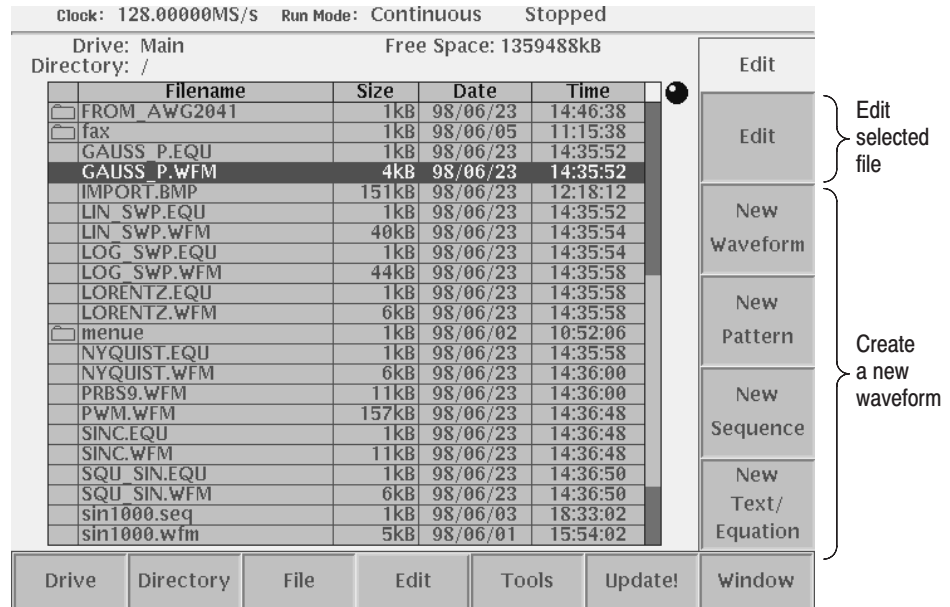 Clock: 128.00000MS/s Run Mode: Continuous Stopped
Drive: Main Free Space: 1359488kB
Directory: /
Filename Size Date Time
FROM_AWG2041 1kB 98/06/23 14:46:38
fax 1kB 98/06/05 11:15:38
GAUSS_P.EQU 1kB 98/06/23 14:35:52
GAUSS_P.WFM 4kB 98/06/23 14:35:52
IMPORT.BMP 151kB 98/06/23 12:18:12
LIN_SWP.EQU 1kB 98/06/23 14:35:52
LIN_SWP.WFM 40kB 98/06/23 14:35:54
LOG_SWP.EQU 1kB 98/06/23 14:35:54
LOG_SWP.WFM 44kB 98/06/23 14:35:58
LORENTZ.EQU 1kB 98/06/23 14:35:58
LORENTZ.WFM 6kB 98/06/23 14:35:58
menue 1kB 98/06/02 10:52:06
NYQUIST.EQU 1kB 98/06/23 14:35:58
NYQUIST.WFM 6kB 98/06/23 14:36:00
PRBS9.WFM 11kB 98/06/23 14:36:00
PWM.WFM 157kB 98/06/23 14:36:48
SINC.EQU 1kB 98/06/23 14:36:48
SINC.WFM 11kB 98/06/23 14:36:48
SQU_SIN.EQU 1kB 98/06/23 14:36:50
SQU_SIN.WFM 6kB 98/06/23 14:36:50
sin1000.seq 1kB 98/06/03 18:33:02
sin1000.wfm 5kB 98/06/01 15:54:02
Edit
Edit
New
Waveform
New
Pattern
New
Sequence
New
Text/
Equation
Edit
selected
file
Create
a new
waveform
Drive Directory File Edit Tools Update! Window